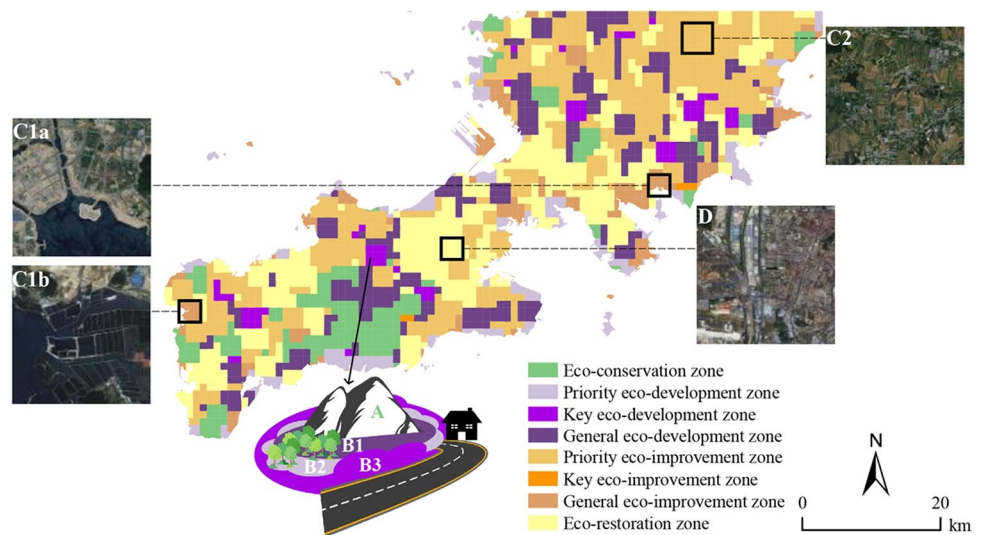 C2
C1a
D
C1b
A
B1
B2
B3
Eco-conservation zone
Priority eco-development zone
Key eco-development zone
General eco-development zone
Priority eco-improvement zone
Key eco-improvement zone
General eco-improvement zone
Eco-restoration zone
N
0 20
km